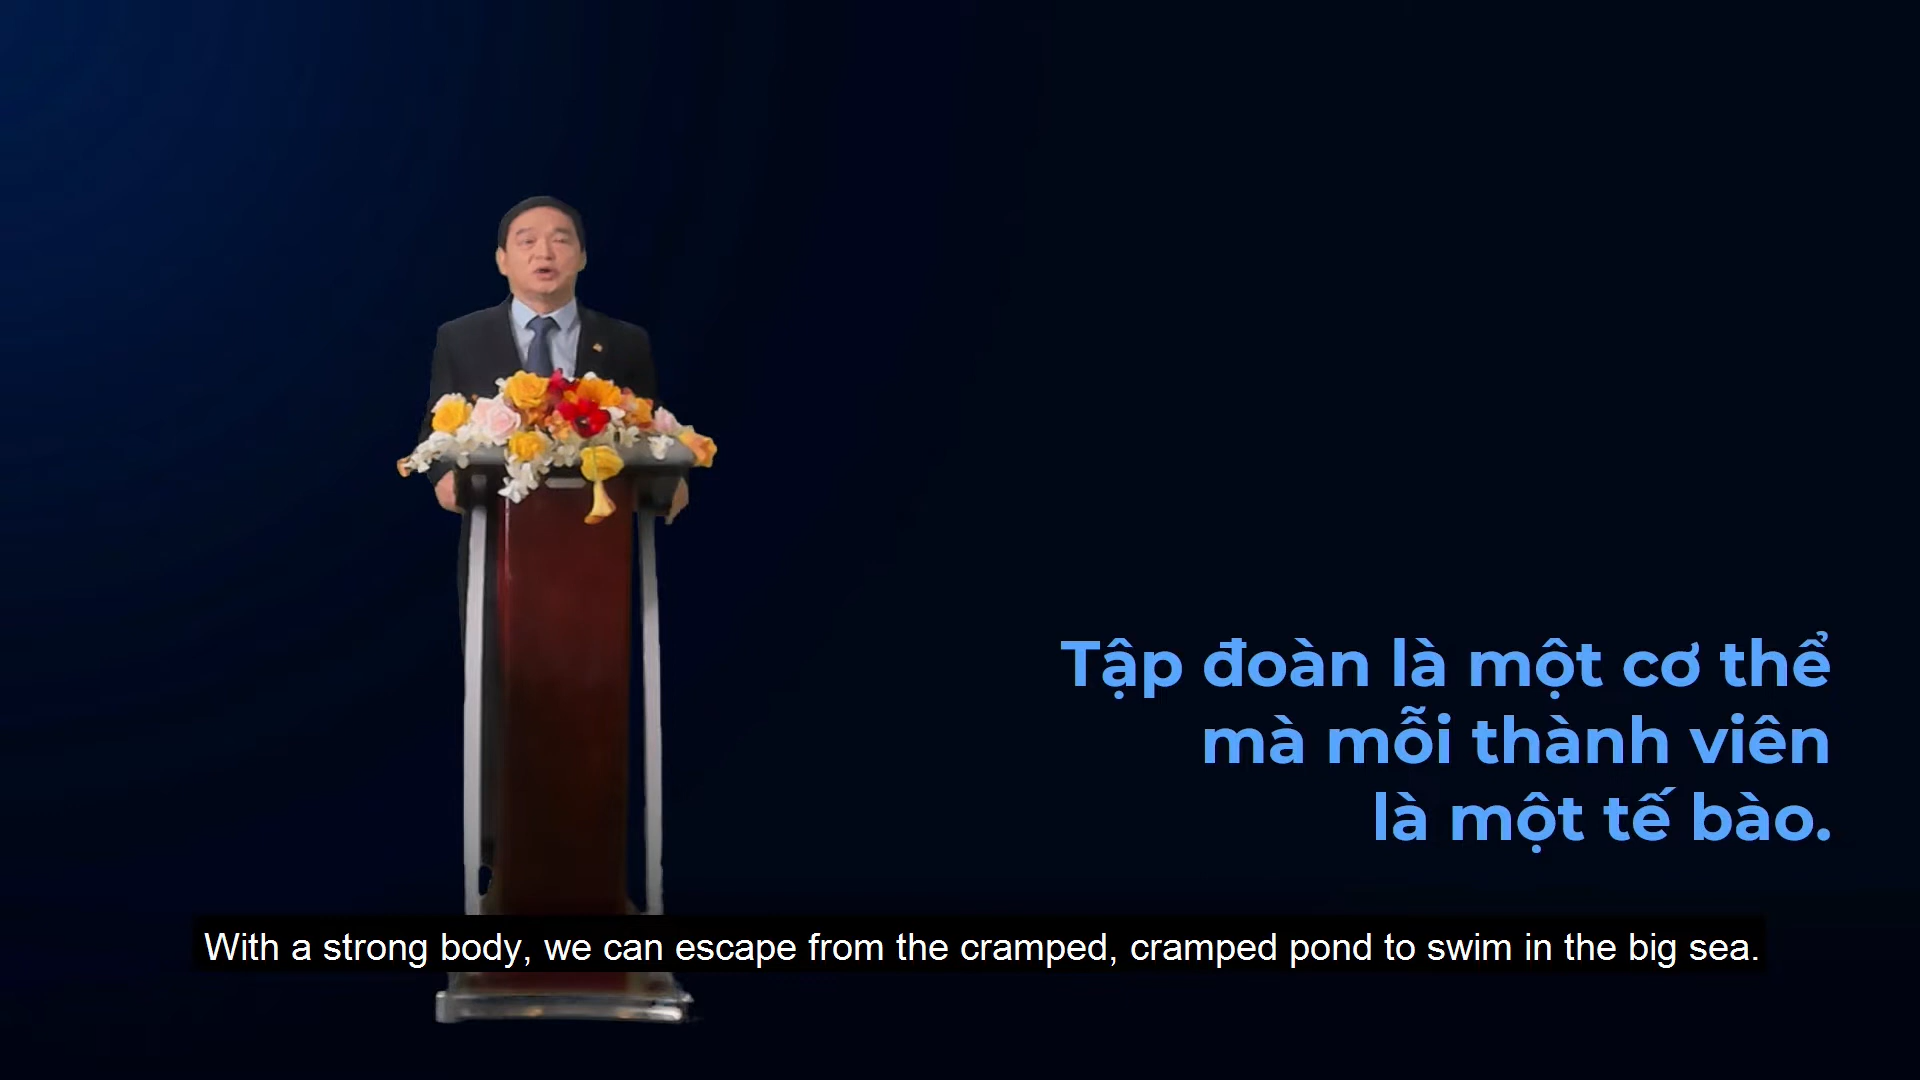 Tập đoàn là một cơ thể
mà mỗi thành viên
là một tế bào.
With a strong body, we can escape from the cramped, cramped pond to swim in the big sea.